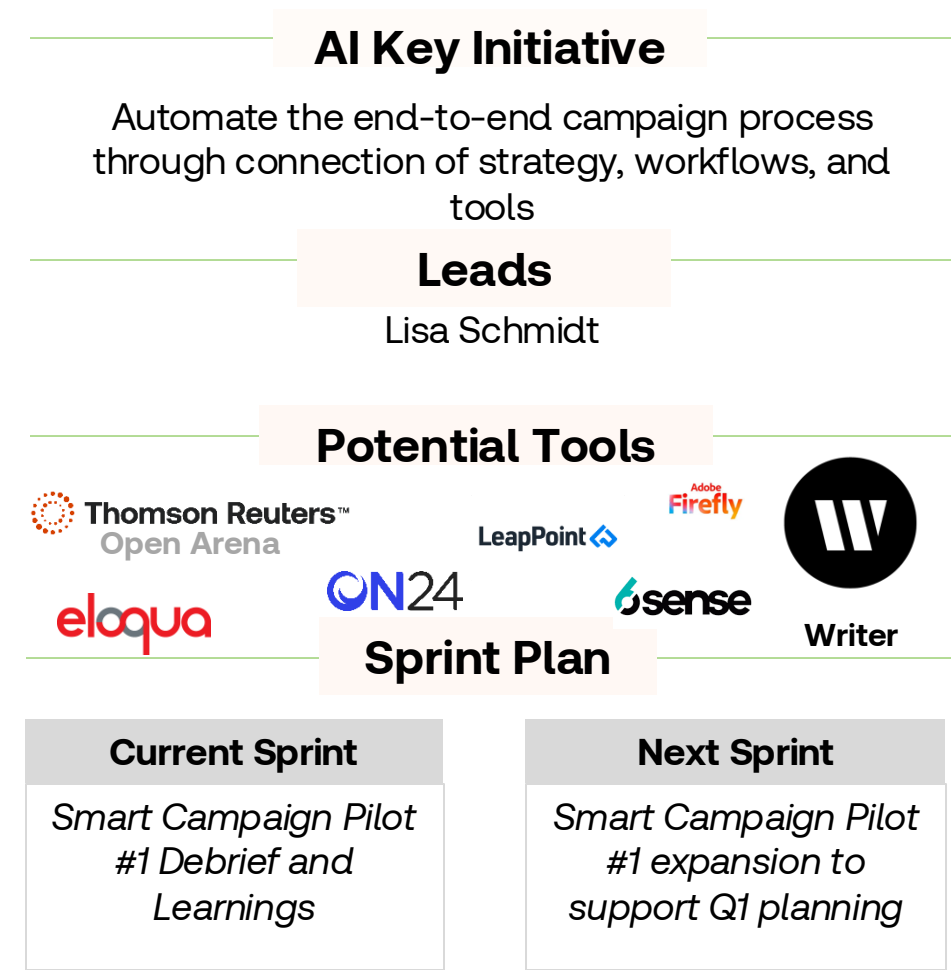 AI Key Initiative
Automate the end-to-end campaign process
through connection of strategy, workflows, and
tools
Leads
Lisa Schmidt
Potential Tools
Thomson Reuters™
Open Arena
LeapPoint
Adobe
Firefly
W
eloqua
ON24
6sense
Writer
Sprint Plan
Current Sprint
Smart Campaign Pilot
#1 Debrief and
Learnings
Next Sprint
Smart Campaign Pilot
#1 expansion to
support Q1 planning